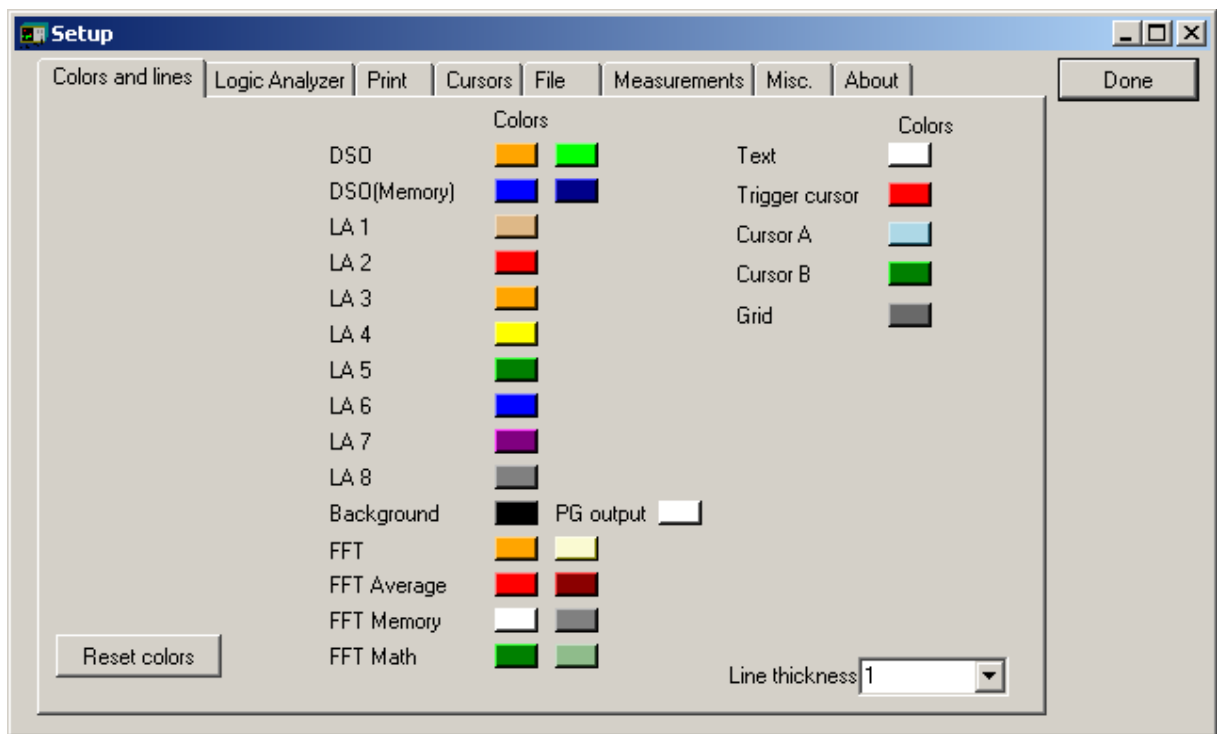 Setup
Colors and lines Logic Analyzer Print Cursors File Measurements Misc. About
Done
Colors
DSO
DSO(Memory)
LA 1
LA 2
LA 3
LA 4
LA 5
LA 6
LA 7
LA 8
Background PG output
FFT
FFT Average
FFT Memory
FFT Math
Colors
Text
Trigger cursor
Cursor A
Cursor B
Grid
Reset colors
Line thickness 1